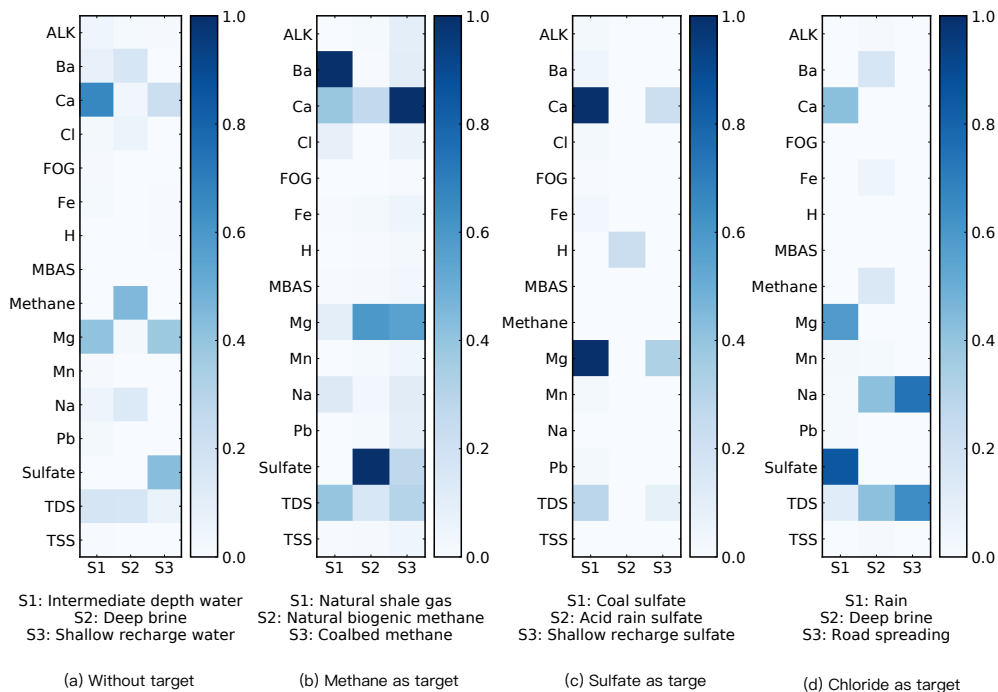 ALK
Ba
Ca
Cl
FOG
Fe
H
MBAS
Methane
Mg
Mn
Na
Pb
Sulfate
TDS
TSS
S1 S2 S3
1.0
0.8
0.6
0.4
0.2
0.0
S1: Intermediate depth water
S2: Deep brine
S3: Shallow recharge water
(a) Without target
ALK
Ba
Ca
Cl
FOG
Fe
H
MBAS
Mg
Mn
Na
Pb
Sulfate
TDS
TSS
S1 S2 S3
1.0
0.8
0.6
0.4
0.2
0.0
S1: Natural shale gas
S2: Natural biogenic methane
S3: Coalbed methane
(b) Methane as target
ALK
Ba
Ca
Cl
FOG
Fe
H
MBAS
Methane
Mg
Mn
Na
Pb
TDS
TSS
S1 S2 S3
1.0
0.8
0.6
0.4
0.2
0.0
S1: Coal sulfate
S2: Acid rain sulfate
S3: Shallow recharge sulfate
(c) Sulfate as targe
ALK
Ba
Ca
FOG
Fe
H
MBAS
Methane
Mg
Mn
Na
Pb
Sulfate
TDS
TSS
S1 S2 S3
1.0
0.8
0.6
0.4
0.2
0.0
S1: Rain
S2: Deep brine
S3: Road spreading
(d) Chloride as target